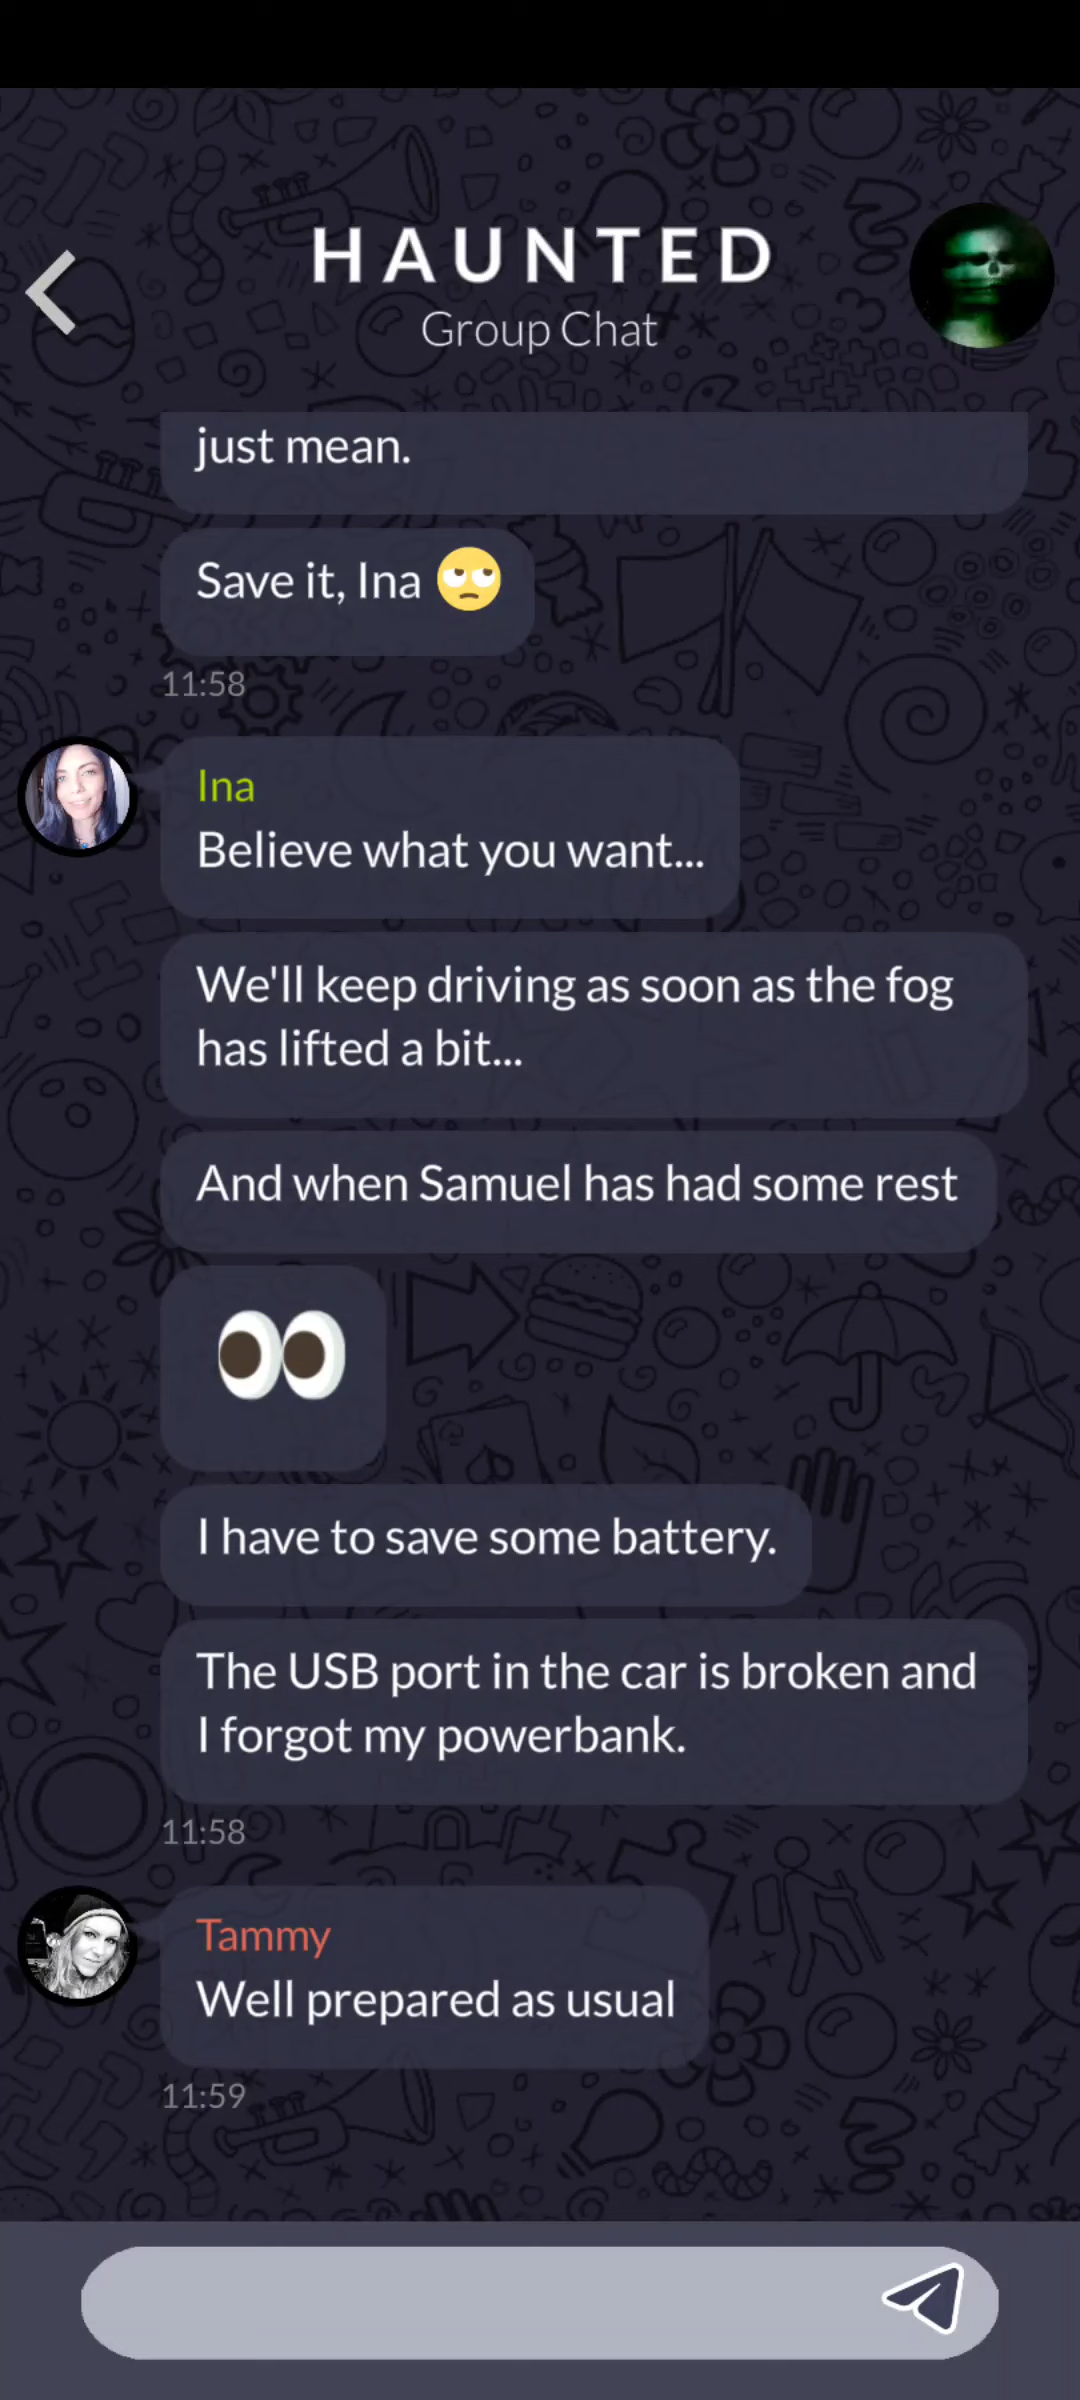 HAUNTED
Group Chat
just mean.
Save it, Ina 🙄
11:58
Ina
Believe what you want...
We'll keep driving as soon as the fog
has lifted a bit...
And when Samuel has had some rest
👀
I have to save some battery.
The USB port in the car is broken and
I forgot my powerbank.
11:58
Tammy
Well prepared as usual
11:59